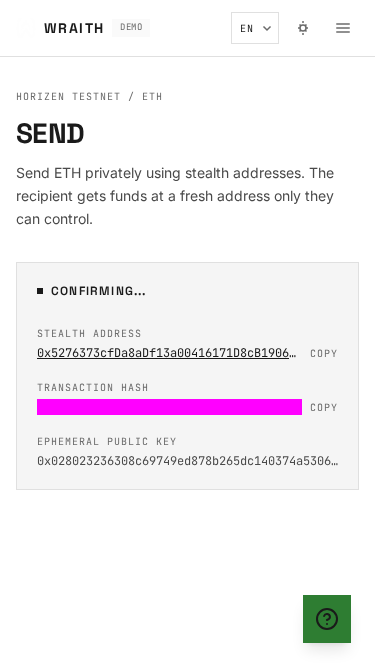 WRAITH DEMO EN
HORIZEN TESTNET / ETH
SEND
Send ETH privately using stealth addresses. The
recipient gets funds at a fresh address only they
can control.
CONFIRMING...
STEALTH ADDRESS
0x5276373cfDa8aDf13a00416171D8cB1906… COPY
TRANSACTION HASH
COPY
EPHEMERAL PUBLIC KEY
0x028023236308c69749ed878b265dc140374a5306…